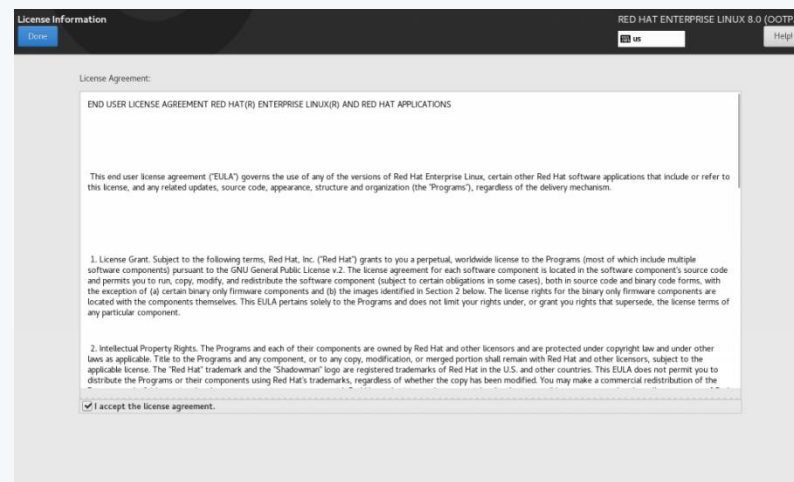 License Information
RED HAT ENTERPRISE LINUX 8.0 (OOTP
Done
us
Help!
License Agreement:
END USER LICENSE AGREEMENT RED HAT(R) ENTERPRISE LINUX(R) AND RED HAT APPLICATIONS
This end user license agreement ("EULA") governs the use of any of the versions of Red Hat Enterprise Linux, certain other Red Hat software applications that include or refer to
this license, and any related updates, source code, appearance, structure and organization (the "Programs"), regardless of the delivery mechanism.
1. License Grant. Subject to the following terms, Red Hat, Inc. ("Red Hat") grants to you a perpetual, worldwide license to the Programs (most of which include multiple
software components) pursuant to the GNU General Public License v.2. The license agreement for each software component is located in the software component's source code
and permits you to run, copy, modify, and redistribute the software component (subject to certain obligations in some cases), both in source code and binary code forms, with
the exception of (a) certain binary only firmware components and (b) the images identified in Section 2 below. The license rights for the binary only firmware components are
located with the components themselves. This EULA pertains solely to the Programs and does not limit your rights under, or grant you rights that supersede, the license terms of
any particular component.
2. Intellectual Property Rights. The Programs and each of their components are owned by Red Hat and other licensors and are protected under copyright law and under other
laws as applicable. Title to the Programs and any component, or to any copy, modification, or merged portion shall remain with Red Hat and other licensors, subject to the
applicable license. The "Red Hat" trademark and the "Shadowman" logo are registered trademarks of Red Hat in the U.S. and other countries. This EULA does not permit you to
distribute the Programs or their components using Red Hat's trademarks, regardless of whether the copy has been modified. You may make a commercial redistribution of the
I accept the license agreement.